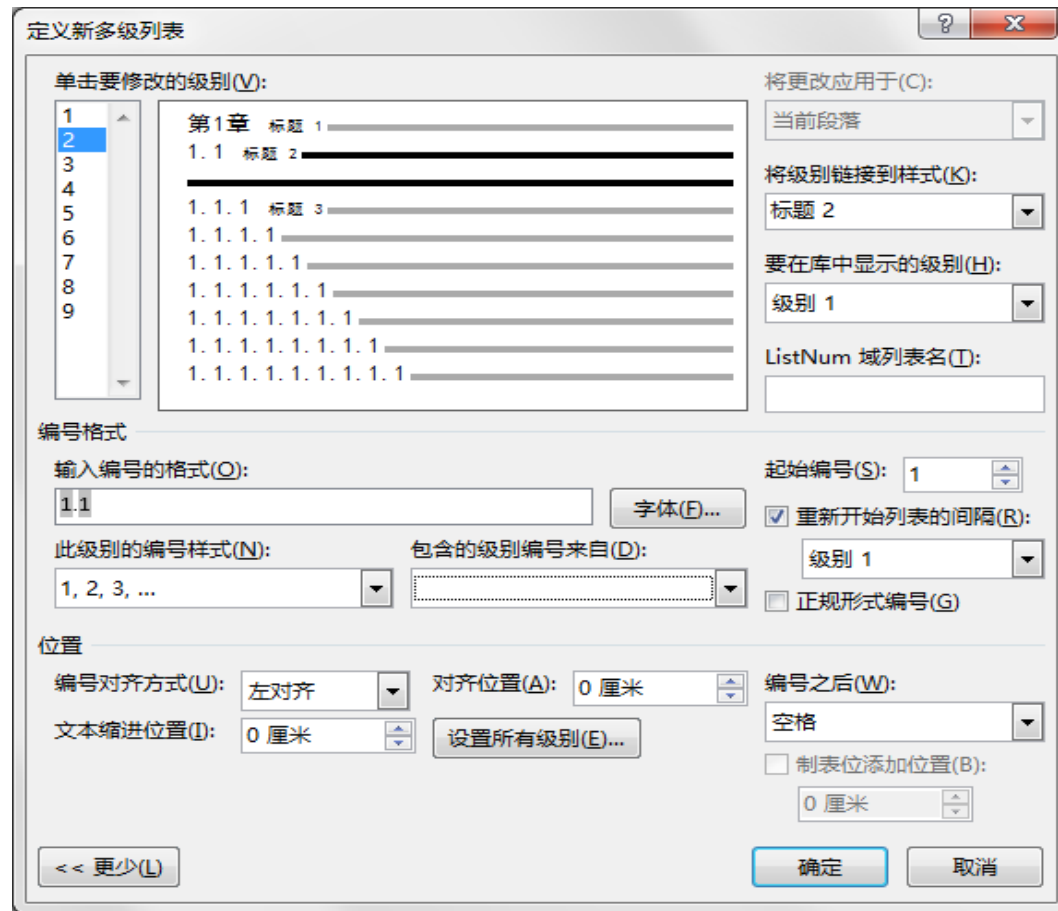 定义新多级列表
单击要修改的级别(V):
1
2
3
4
5
6
7
8
9
第1章 标题 1
1.1 标题 2
1.1.1 标题 3
1.1.1.1
1.1.1.1.1
1.1.1.1.1.1
1.1.1.1.1.1.1
1.1.1.1.1.1.1.1
1.1.1.1.1.1.1.1.1
将更改应用于(C):
当前段落
将级别链接到样式(K):
标题 2
要在库中显示的级别(H):
级别 1
ListNum 域列表名(T):
编号格式
输入编号的格式(O):
1.1
字体(F)...
此级别的编号样式(N):
包含的级别编号来自(D):
1, 2, 3, ...
起始编号(S): 1
重新开始列表的间隔(R):
级别 1
正规形式编号(G)
位置
编号对齐方式(U): 左对齐
对齐位置(A): 0 厘米
文本缩进位置(I): 0 厘米
设置所有级别(E)...
编号之后(W):
空格
制表位添加位置(B):
0 厘米
<< 更少(L)
确定
取消